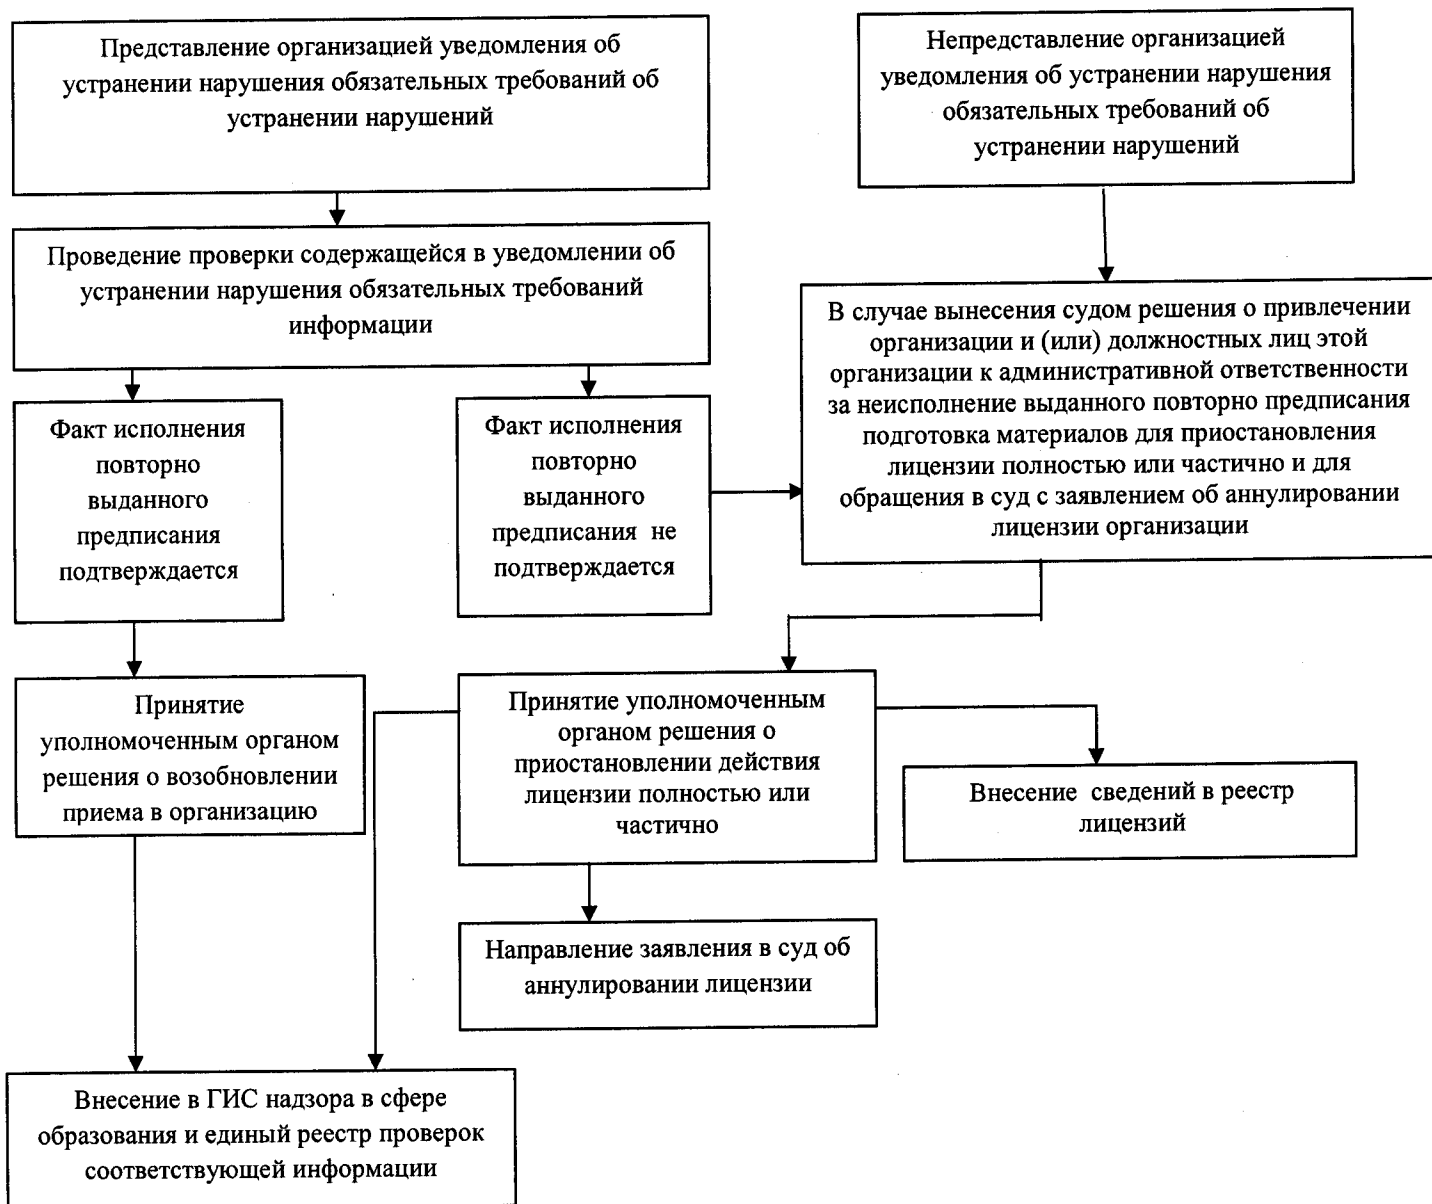 Представление организацией уведомления об
устранении нарушения обязательных требований об
устранении нарушений
Непредставление организацией
уведомления об устранении нарушения
обязательных требований об
устранении нарушений
Проведение проверки содержащейся в уведомлении об
устранении нарушения обязательных требований
информации
В случае вынесения судом решения о привлечении
организации и (или) должностных лиц этой
организации к административной ответственности
за неисполнение выданного повторно предписания
подготовка материалов для приостановления
лицензии полностью или частично и для
обращения в суд с заявлением об аннулировании
лицензии организации
Факт исполнения
повторно
выданного
предписания
подтверждается
Факт исполнения
повторно
выданного
предписания не
подтверждается
Принятие
уполномоченным органом
решения о возобновлении
приема в организацию
Принятие уполномоченным
органом решения о
приостановлении действия
лицензии полностью или
частично
Внесение сведений в реестр
лицензий
Направление заявления в суд об
аннулировании лицензии
Внесение в ГИС надзора в сфере
образования и единый реестр проверок
соответствующей информации